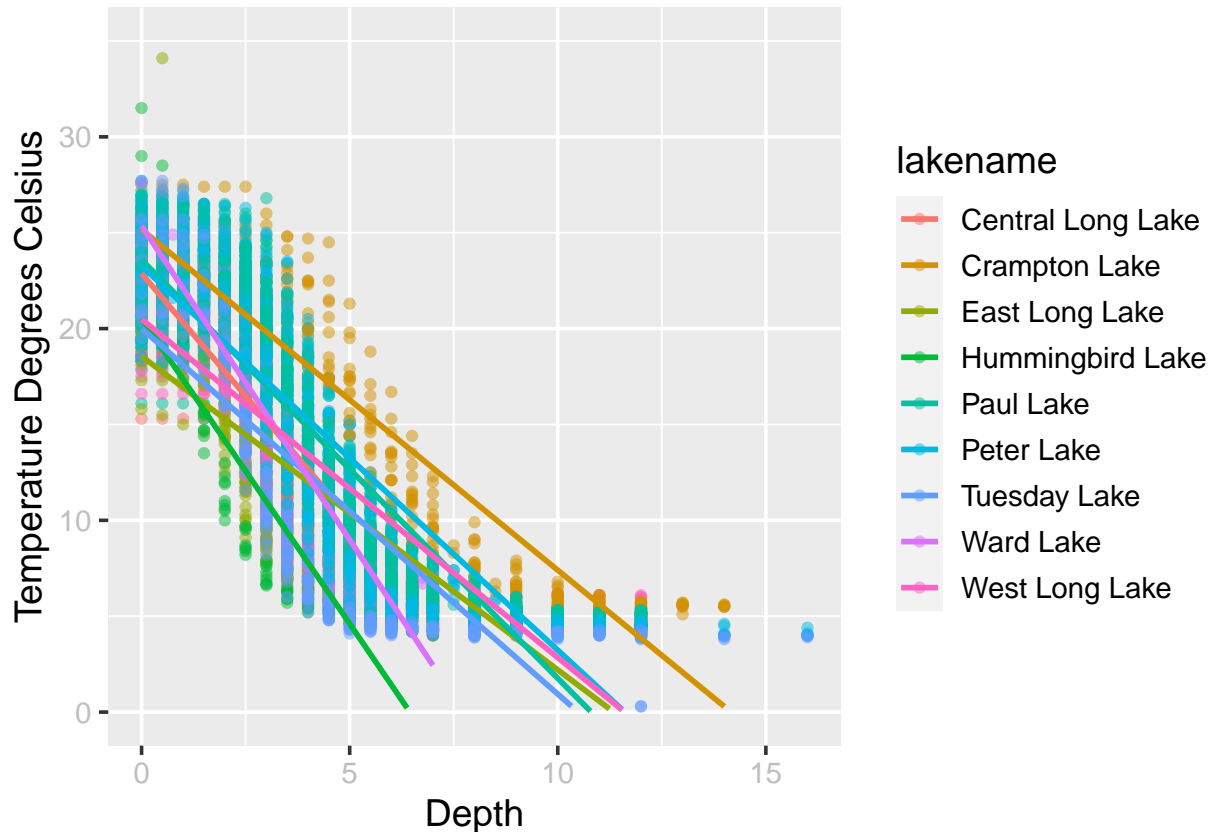 Temperature Degrees Celsius
30
20
10
0
0
5
10
15
Depth
lakename
Central Long Lake
Crampton Lake
East Long Lake
Hummingbird Lake
Paul Lake
Peter Lake
Tuesday Lake
Ward Lake
West Long Lake